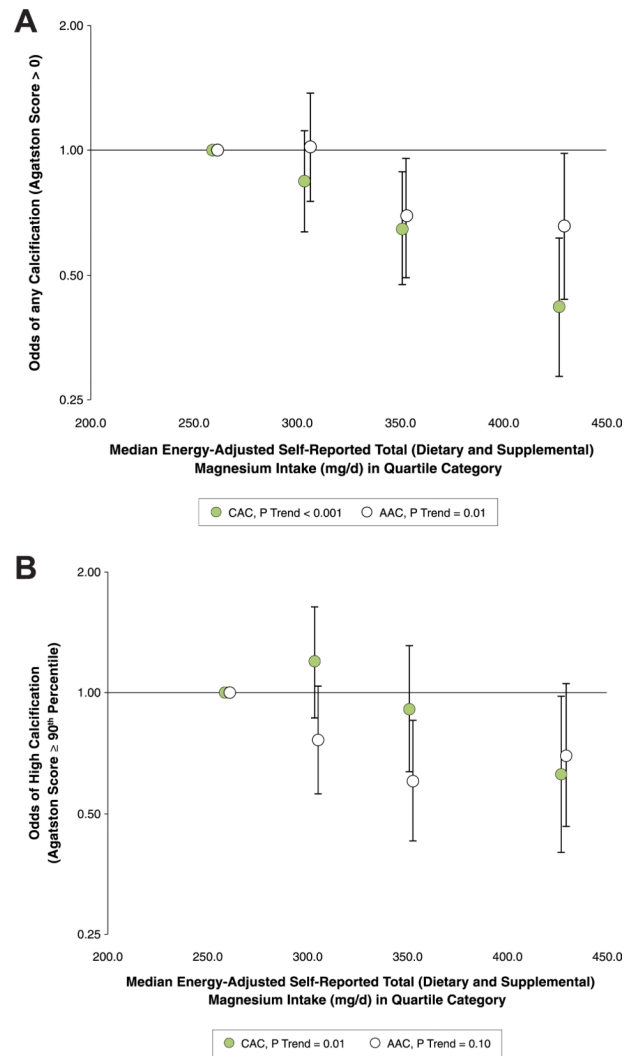 A
2.00
1.00
0.50
0.25
Odds of any Calcification (Agatston Score > 0)
200.0 250.0 300.0 350.0 400.0 450.0
Median Energy-Adjusted Self-Reported Total (Dietary and Supplemental)
Magnesium Intake (mg/d) in Quartile Category
CAC, P Trend < 0.001 AAC, P Trend = 0.01
B
2.00
1.00
0.50
0.25
Odds of High Calcification
(Agatston Score ≥ 90th Percentile)
200.0 250.0 300.0 350.0 400.0 450.0
Median Energy-Adjusted Self-Reported Total (Dietary and Supplemental)
Magnesium Intake (mg/d) in Quartile Category
CAC, P Trend = 0.01 AAC, P Trend = 0.10